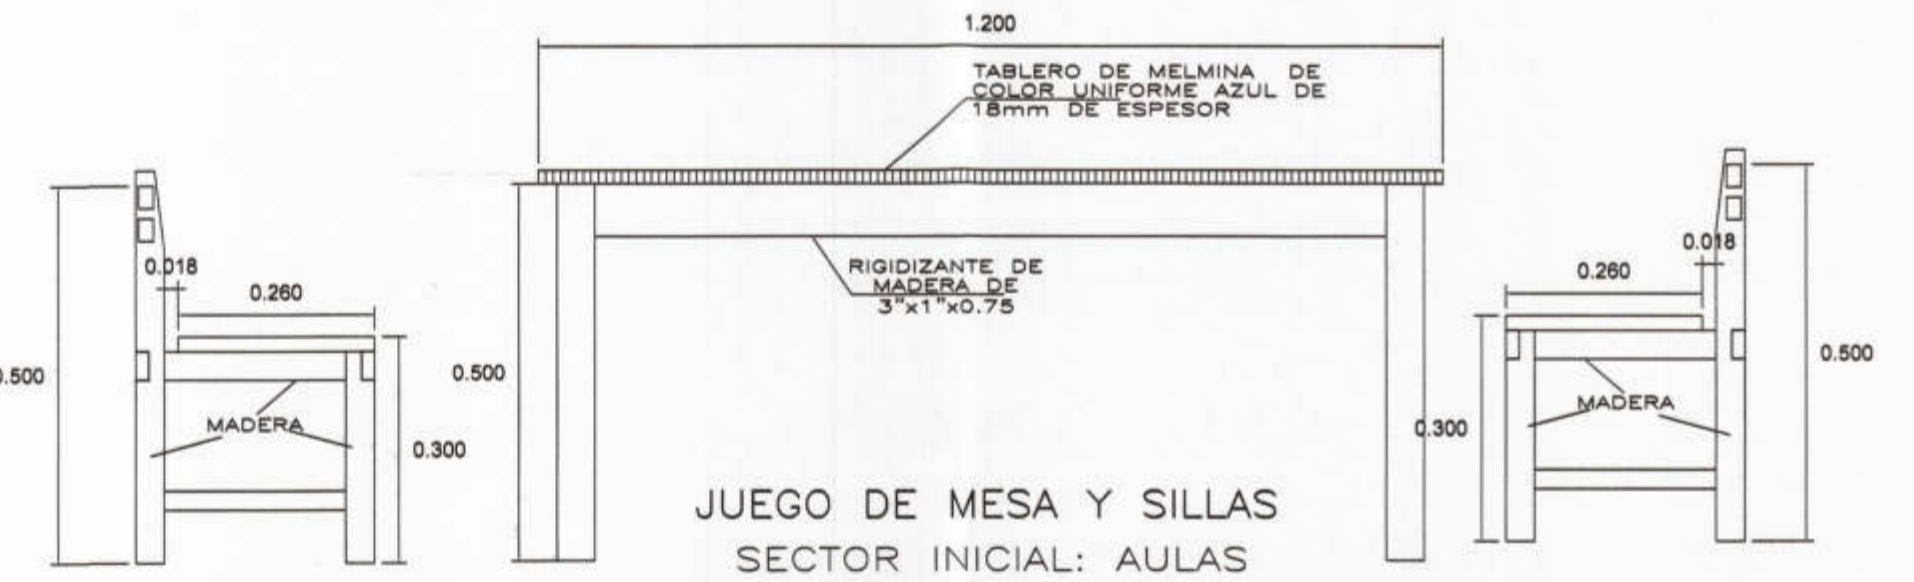 1.200
TABLERO DE MELMINA DE
COLOR UNIFORME AZUL DE
18mm DE ESPESOR
0.018
0.260
0.500
MADERA
0.300
RIGIDIZANTE DE
MADERA DE
3"x1"x0.75
0.500
0.018
0.260
0.500
MADERA
0.300
JUEGO DE MESA Y SILLAS
SECTOR INICIAL: AULAS